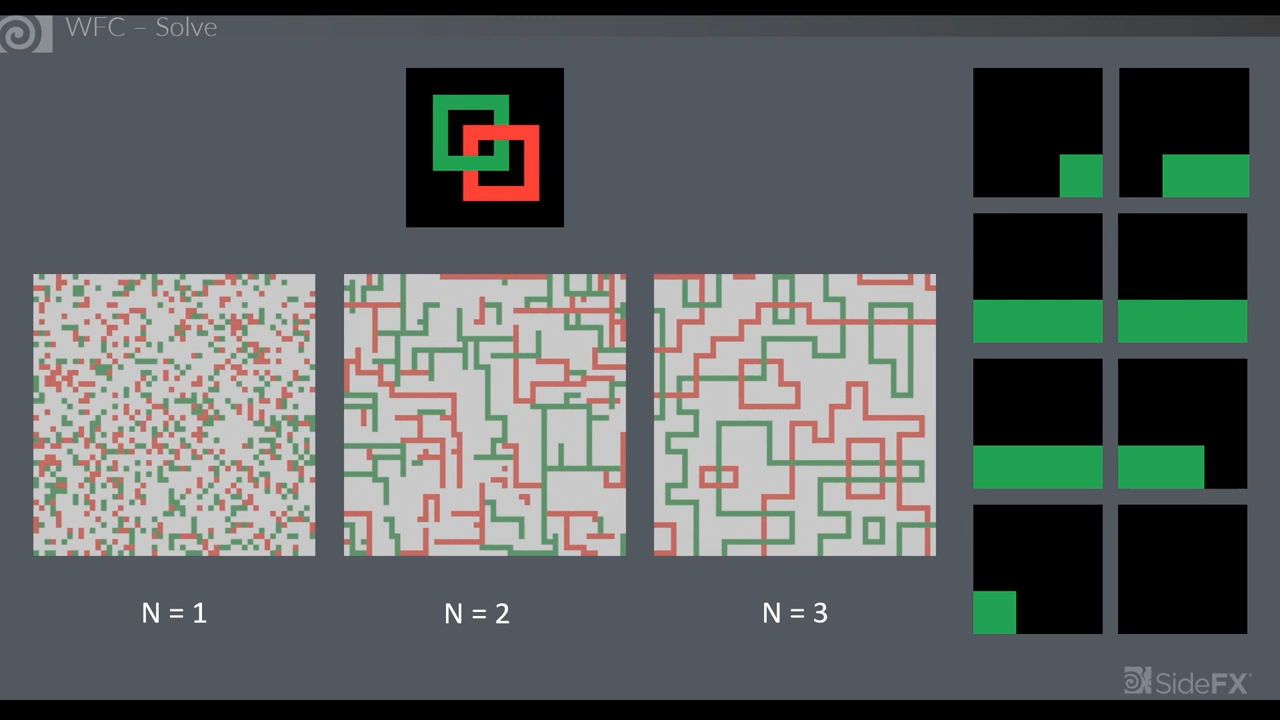 WFC – Solve
N = 1
N = 2
N = 3
SideFX